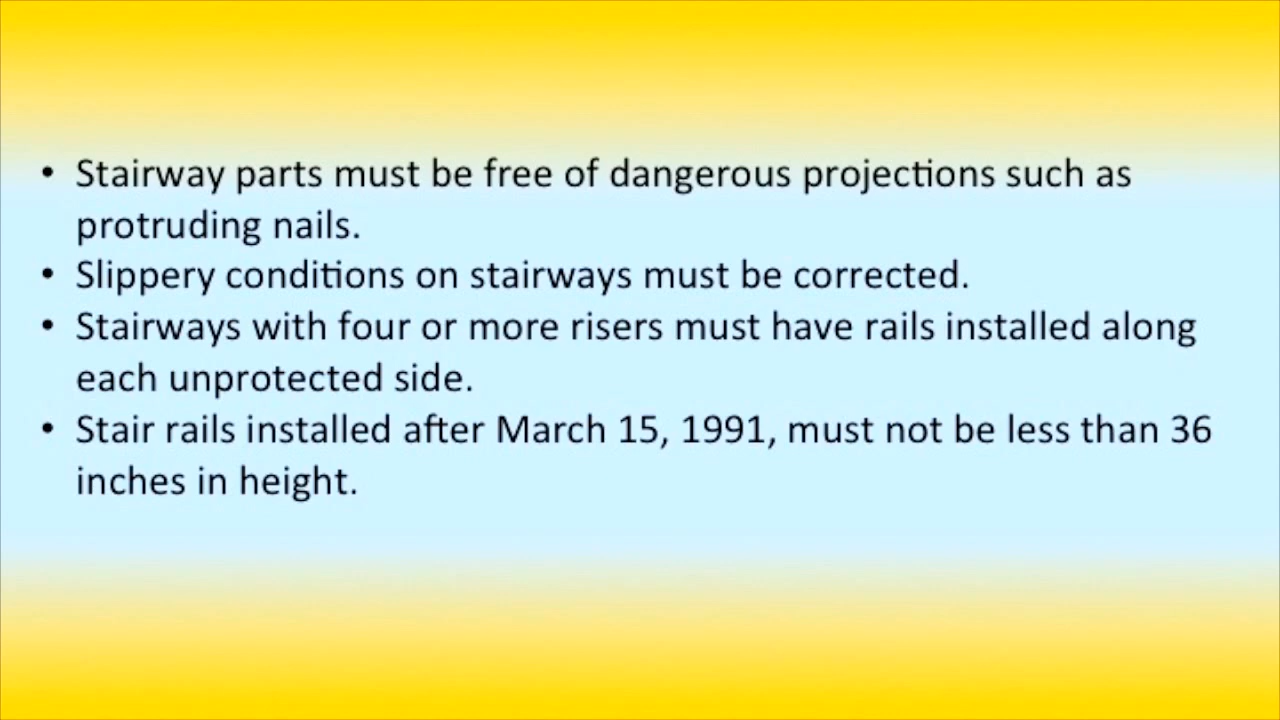 • Stairway parts must be free of dangerous projections such as
protruding nails.
• Slippery conditions on stairways must be corrected.
• Stairways with four or more risers must have rails installed along
each unprotected side.
• Stair rails installed after March 15, 1991, must not be less than 36
inches in height.